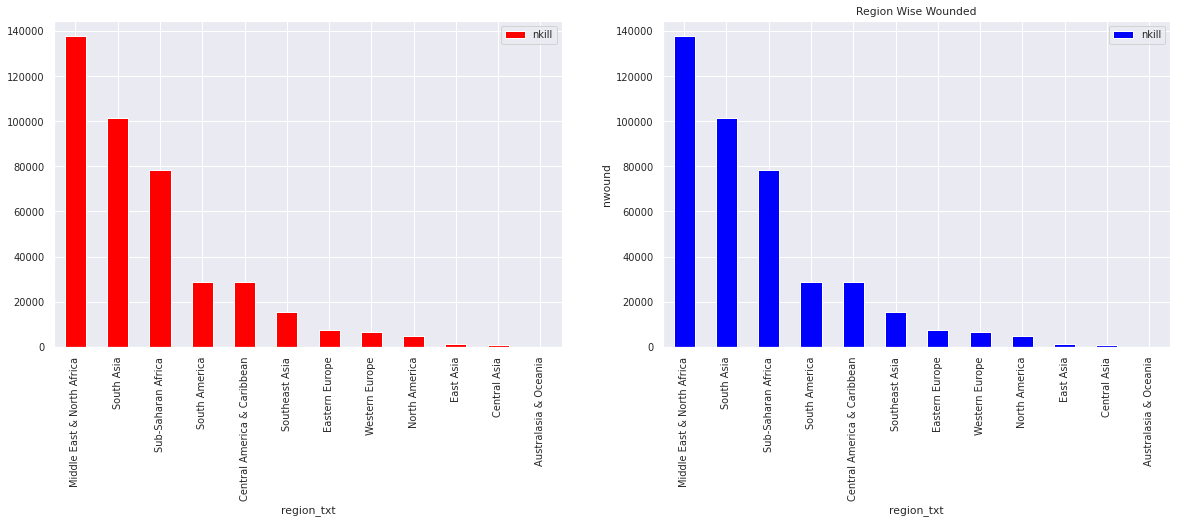 140000
120000
100000
80000
60000
40000
20000
0
nkill
Middle East & North Africa
South Asia
Sub-Saharan Africa
South America
Central America & Caribbean
Southeast Asia
Eastern Europe
Western Europe
North America
East Asia
Central Asia
Australasia & Oceania
region_txt
Region Wise Wounded
nwound
140000
120000
100000
80000
60000
40000
20000
0
nkill
Middle East & North Africa
South Asia
Sub-Saharan Africa
South America
Central America & Caribbean
Southeast Asia
Eastern Europe
Western Europe
North America
East Asia
Central Asia
Australasia & Oceania
region_txt